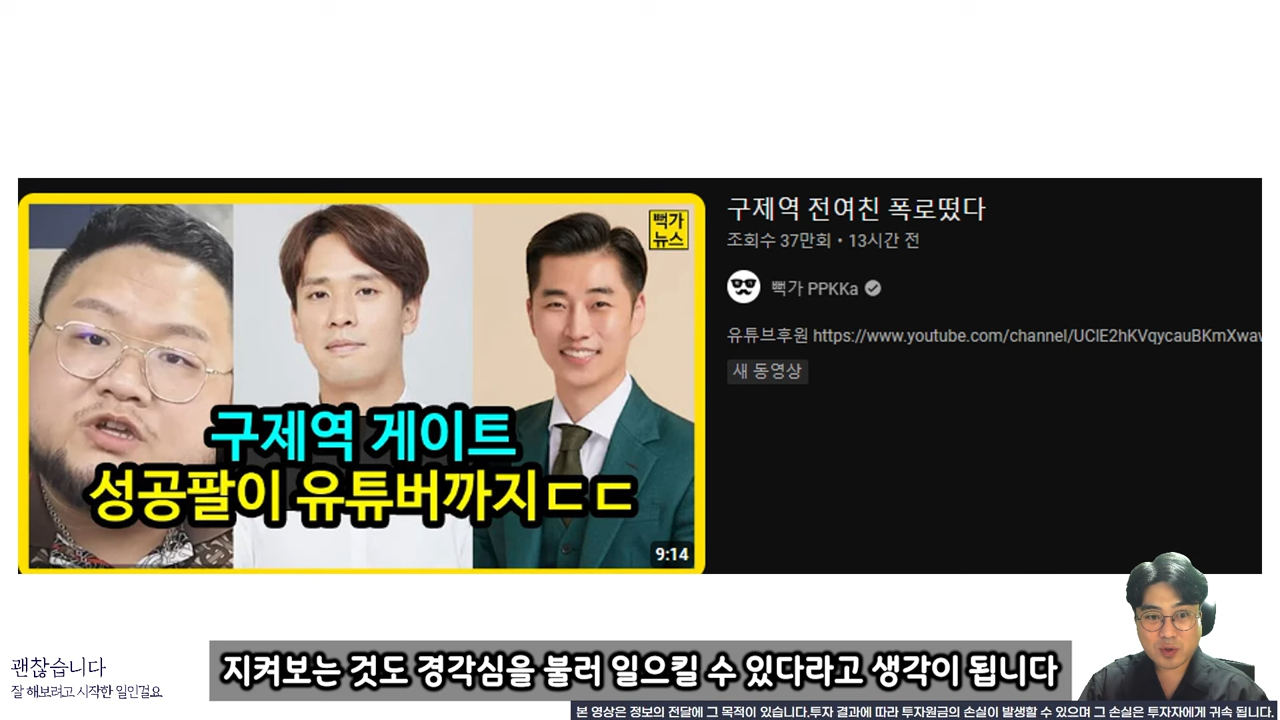 뻑가
뉴스
구제역 게이트
성공팔이 유튜버까지ㄷㄷ
9:14
구제역 전여친 폭로떴다
조회수 37만회 • 13시간 전
뻑가 PPKKa
유튜브후원 https://www.youtube.com/channel/UClE2hKVqycauBKmXwav
새 동영상
괜찮습니다
잘 해보려고 시작한 일인걸요
지켜보는 것도 경각심을 불러 일으킬 수 있다라고 생각이 됩니다
본 영상은 정보의 전달에 그 목적이 있습니다.투자 결과에 따라 투자원금의 손실이 발생할 수 있으며 그 손실은 투자자에게 귀속 됩니다.